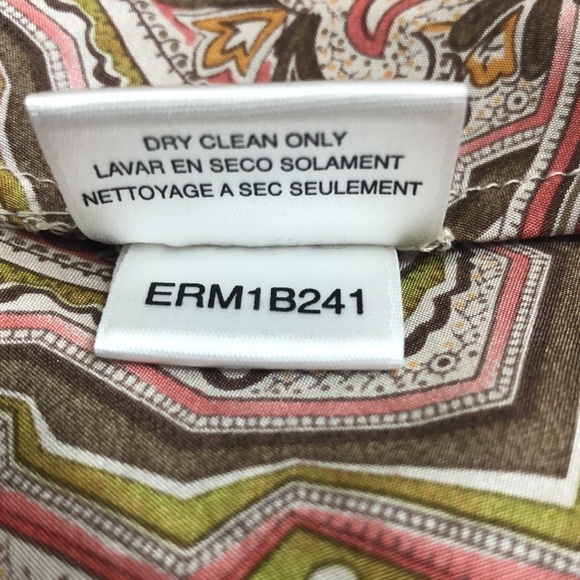 DRY CLEAN ONLY
LAVAR EN SECO SOLAMENT
NETTOYAGE A SEC SEULEMENT
ERM1B241